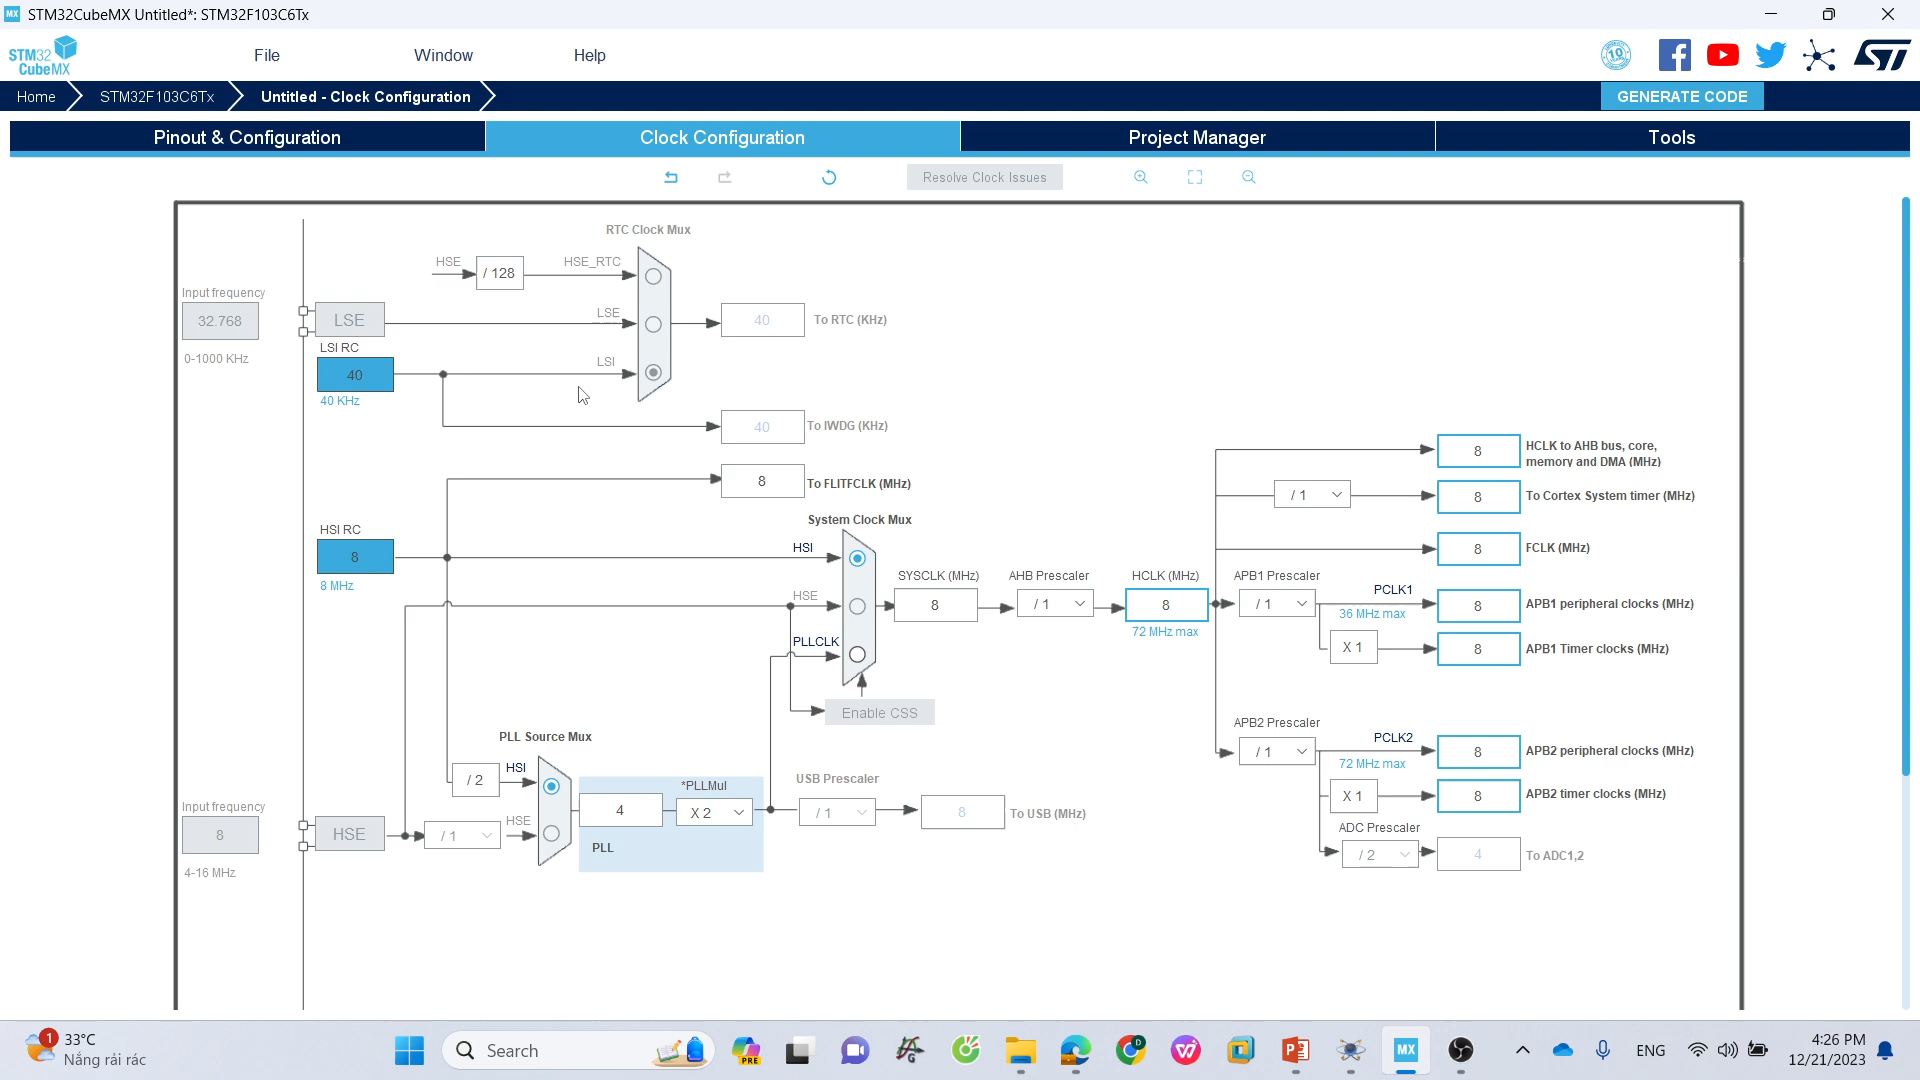 MX STM32CubeMX Untitled*: STM32F103C6Tx
STM32
CubeMX
File
Window
Help
10
Home
STM32F103C6Tx
Untitled - Clock Configuration
GENERATE CODE
Pinout & Configuration
Clock Configuration
Project Manager
Tools
Resolve Clock Issues
RTC Clock Mux
HSE
/ 128
HSE_RTC
Input frequency
32.768
LSE
LSE
40
To RTC (KHz)
0-1000 KHz
LSI RC
40
LSI
40 KHz
40
To IWDG (KHz)
8
To FLITFCLK (MHz)
HCLK to AHB bus, core,
memory and DMA (MHz)
8
/ 1
8
To Cortex System timer (MHz)
System Clock Mux
HSI RC
8
8 MHz
HSI
8
FCLK (MHz)
HSE
SYSCLK (MHz)
8
AHB Prescaler
/ 1
HCLK (MHz)
8
72 MHz max
APB1 Prescaler
/ 1
PCLK1
36 MHz max
8
APB1 peripheral clocks (MHz)
PLLCLK
X 1
8
APB1 Timer clocks (MHz)
Enable CSS
PLL Source Mux
APB2 Prescaler
/ 1
PCLK2
72 MHz max
8
APB2 peripheral clocks (MHz)
/ 2
HSI
*PLLMul
4
X 2
USB Prescaler
/ 1
8
To USB (MHz)
X 1
8
APB2 timer clocks (MHz)
Input frequency
8
HSE
/ 1
HSE
PLL
ADC Prescaler
/ 2
4
To ADC1,2
4-16 MHz
1
33°C
Nắng rải rác
Search
PRE
D
MX
ENG
4:26 PM
12/21/2023